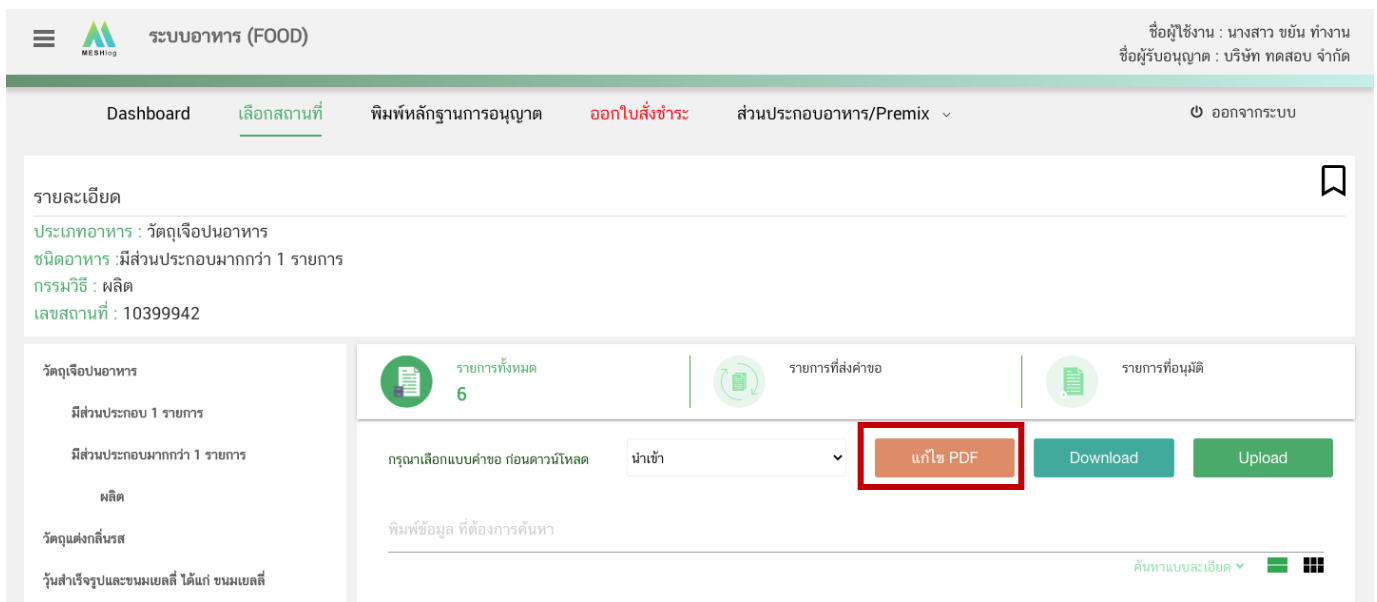 ระบบอาหาร (FOOD)
MESHlog
ชื่อผู้ใช้งาน : นางสาว ขยัน ทำงาน
ชื่อผู้รับอนุญาต : บริษัท ทดสอบ จำกัด
Dashboard เลือกสถานที่ พิมพ์หลักฐานการอนุญาต ออกใบสั่งชำระ ส่วนประกอบอาหาร/Premix ออกจากระบบ
รายละเอียด
ประเภทอาหาร : วัตถุเจือปนอาหาร
ชนิดอาหาร :มีส่วนประกอบมากกว่า 1 รายการ
กรรมวิธี : ผลิต
เลขสถานที่ : 10399942
วัตถุเจือปนอาหาร
มีส่วนประกอบ 1 รายการ
มีส่วนประกอบมากกว่า 1 รายการ
ผลิต
วัตถุแต่งกลิ่นรส
วุ้นสำเร็จรูปและขนมเยลลี่ ได้แก่ ขนมเยลลี่
รายการทั้งหมด
6
รายการที่ส่งคำขอ
รายการที่อนุมัติ
กรุณาเลือกแบบคำขอ ก่อนดาวน์โหลด นำเข้า แก้ไข PDF Download Upload
พิมพ์ข้อมูล ที่ต้องการค้นหา
ค้นหาแบบละเอียด